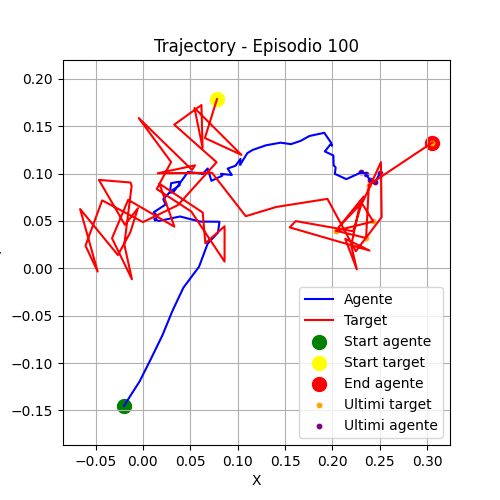 Trajectory - Episodio 100
0.20
0.15
0.10
0.05
0.00
−0.05
−0.10
−0.15
−0.05
0.00
0.05
0.10
0.15
0.20
0.25
0.30
X
Agente
Target
Start agente
Start target
End agente
Ultimi target
Ultimi agente